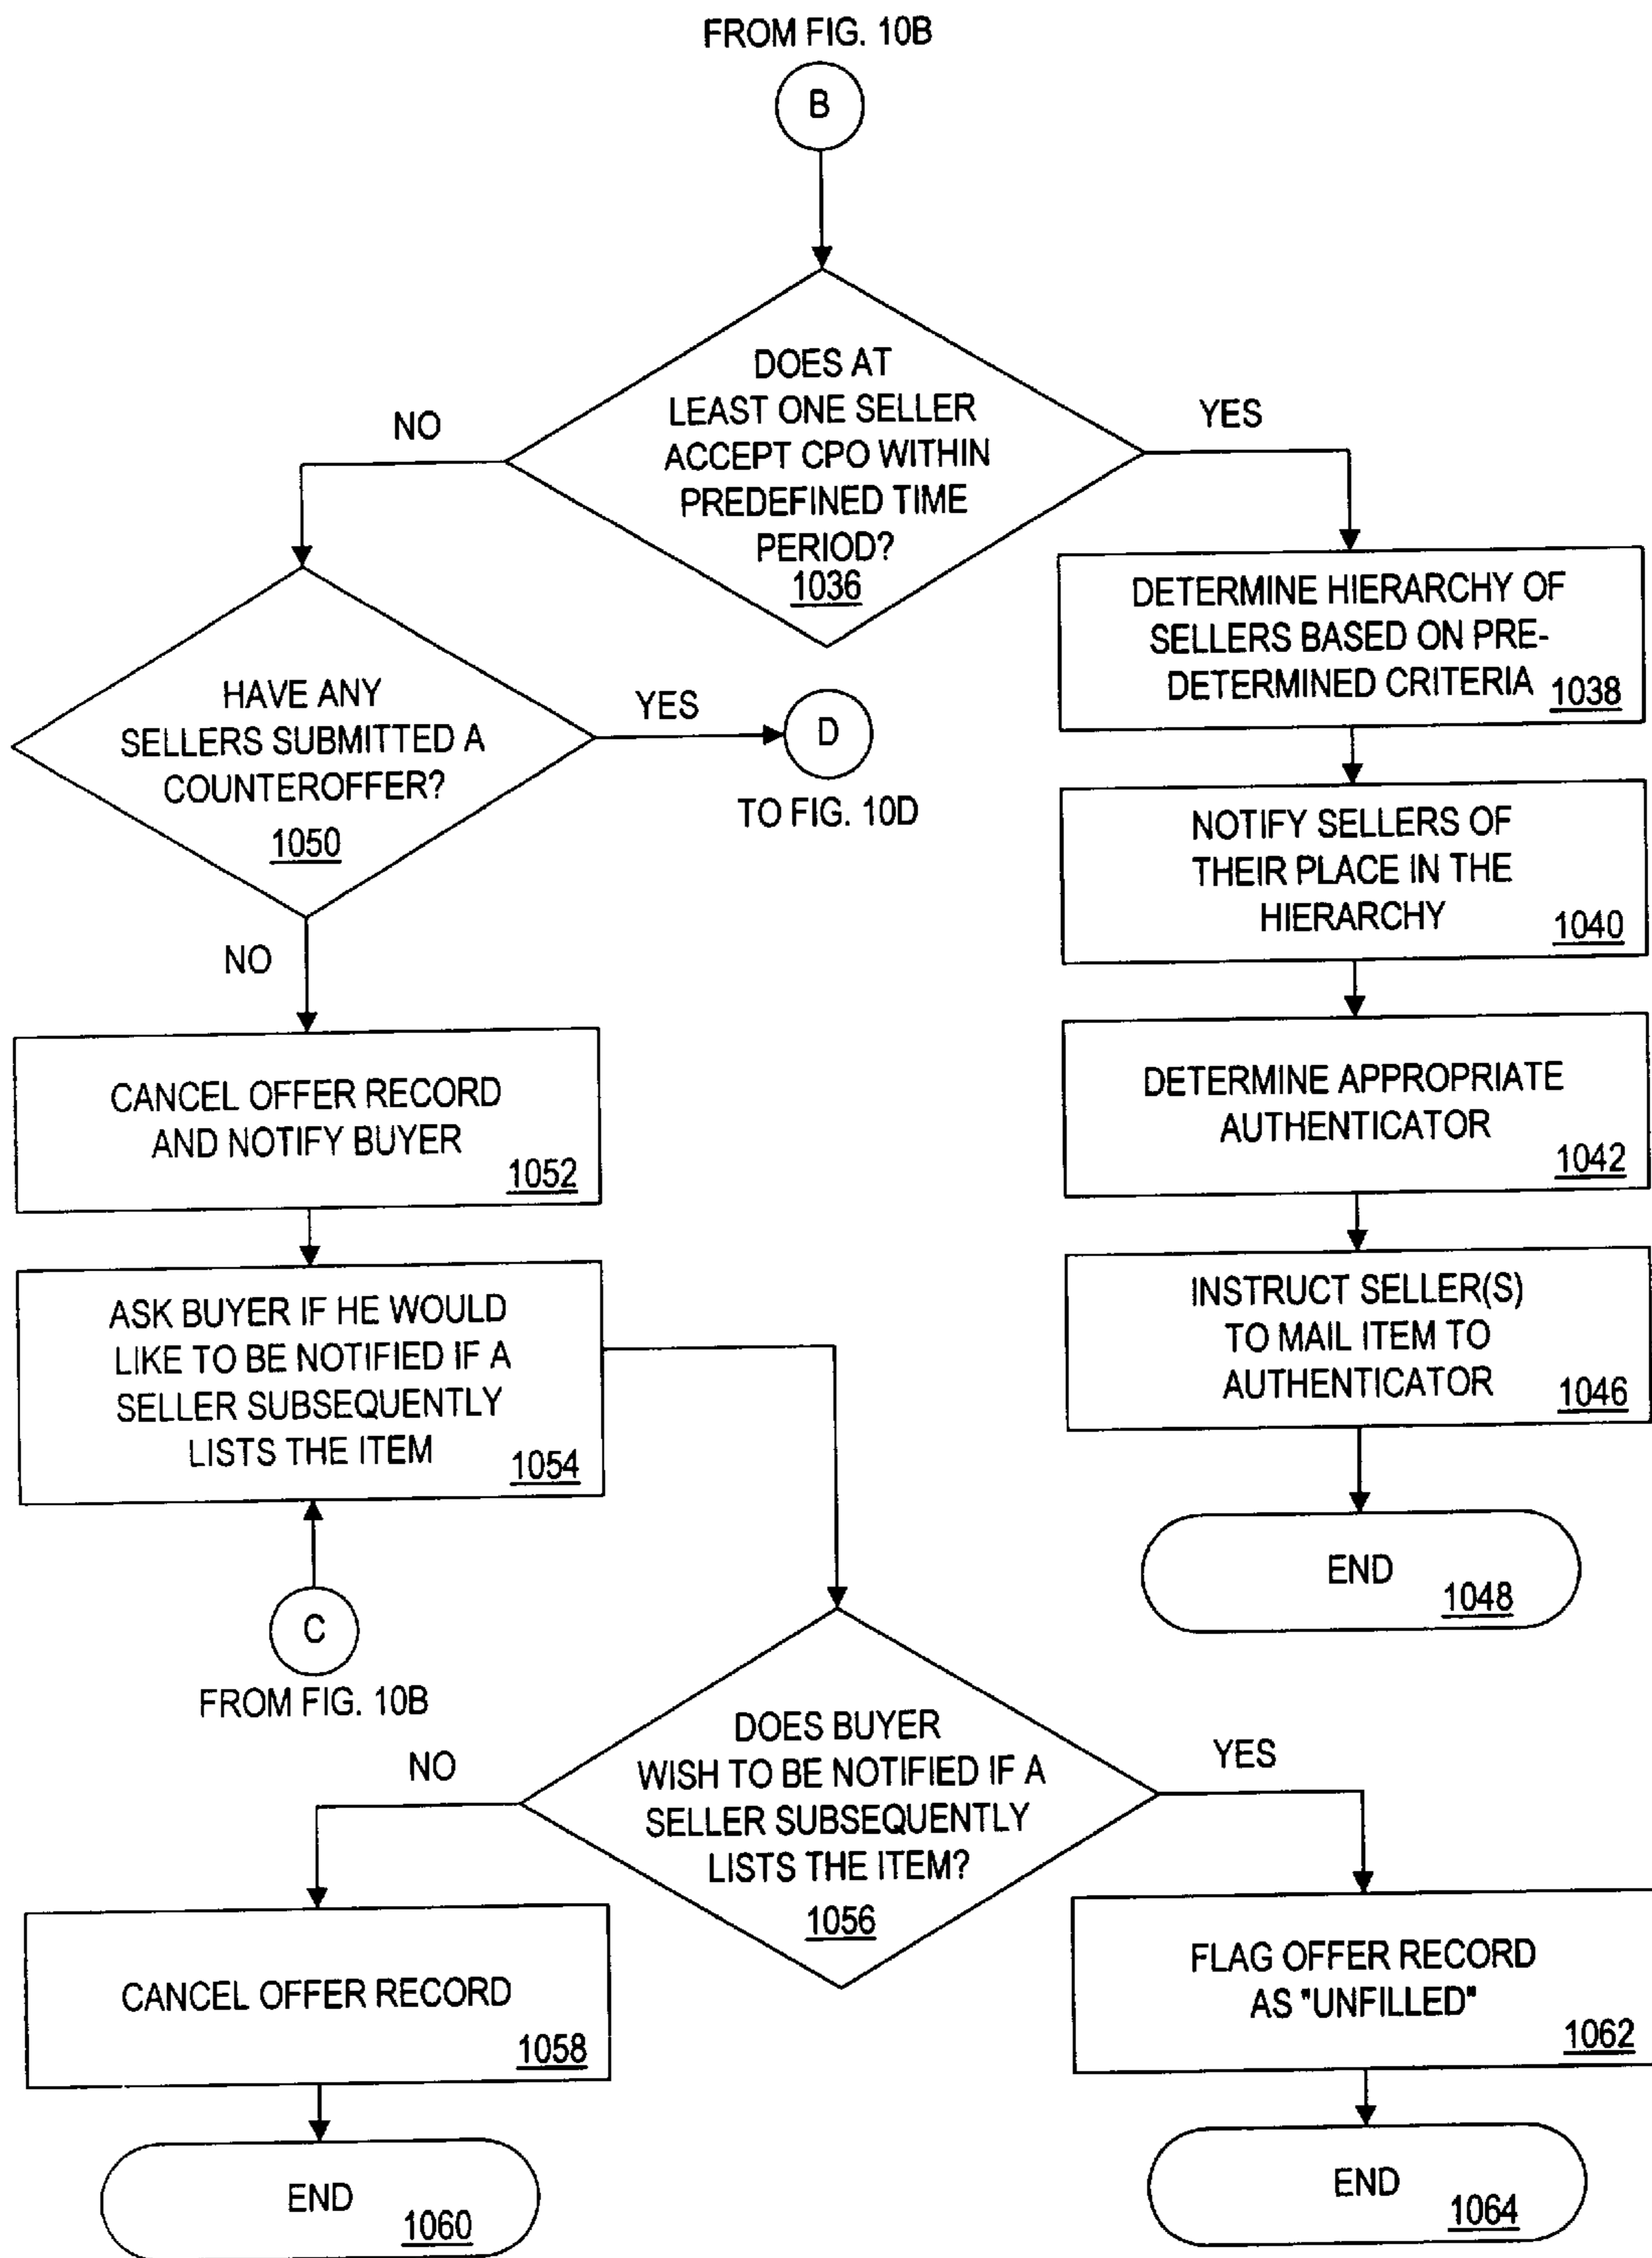 FROM FIG. 10B
B
DOES AT
LEAST ONE SELLER
ACCEPT CPO WITHIN
PREDEFINED TIME
PERIOD?
1036
NO
YES
DETERMINE HIERARCHY OF
SELLERS BASED ON PRE-
DETERMINED CRITERIA 1038
HAVE ANY
SELLERS SUBMITTED A
COUNTEROFFER?
1050
YES
D
TO FIG. 10D
NOTIFY SELLERS OF
THEIR PLACE IN THE
HIERARCHY
1040
NO
CANCEL OFFER RECORD
AND NOTIFY BUYER
1052
DETERMINE APPROPRIATE
AUTHENTICATOR
1042
ASK BUYER IF HE WOULD
LIKE TO BE NOTIFIED IF A
SELLER SUBSEQUENTLY
LISTS THE ITEM
1054
INSTRUCT SELLER(S)
TO MAIL ITEM TO
AUTHENTICATOR
1046
END
1048
C
FROM FIG. 10B
DOES BUYER
WISH TO BE NOTIFIED IF A
SELLER SUBSEQUENTLY
LISTS THE ITEM?
1056
NO
YES
CANCEL OFFER RECORD
1058
FLAG OFFER RECORD
AS "UNFILLED"
1062
END
1060
END
1064